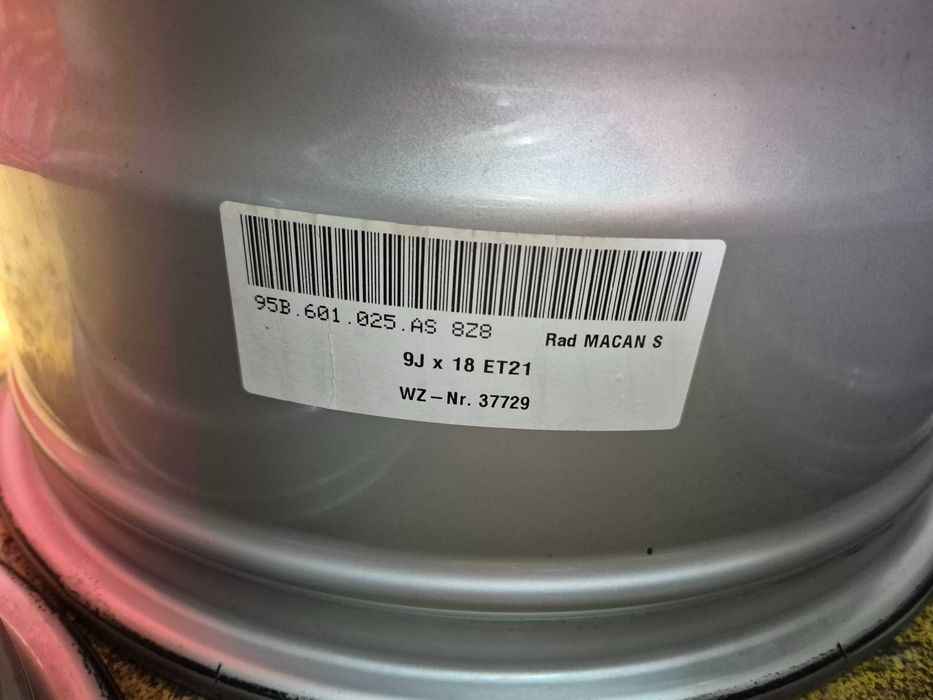 95B.601.025.AS 8Z8
Rad MACAN S
9J x 18 ET21
WZ–Nr. 37729